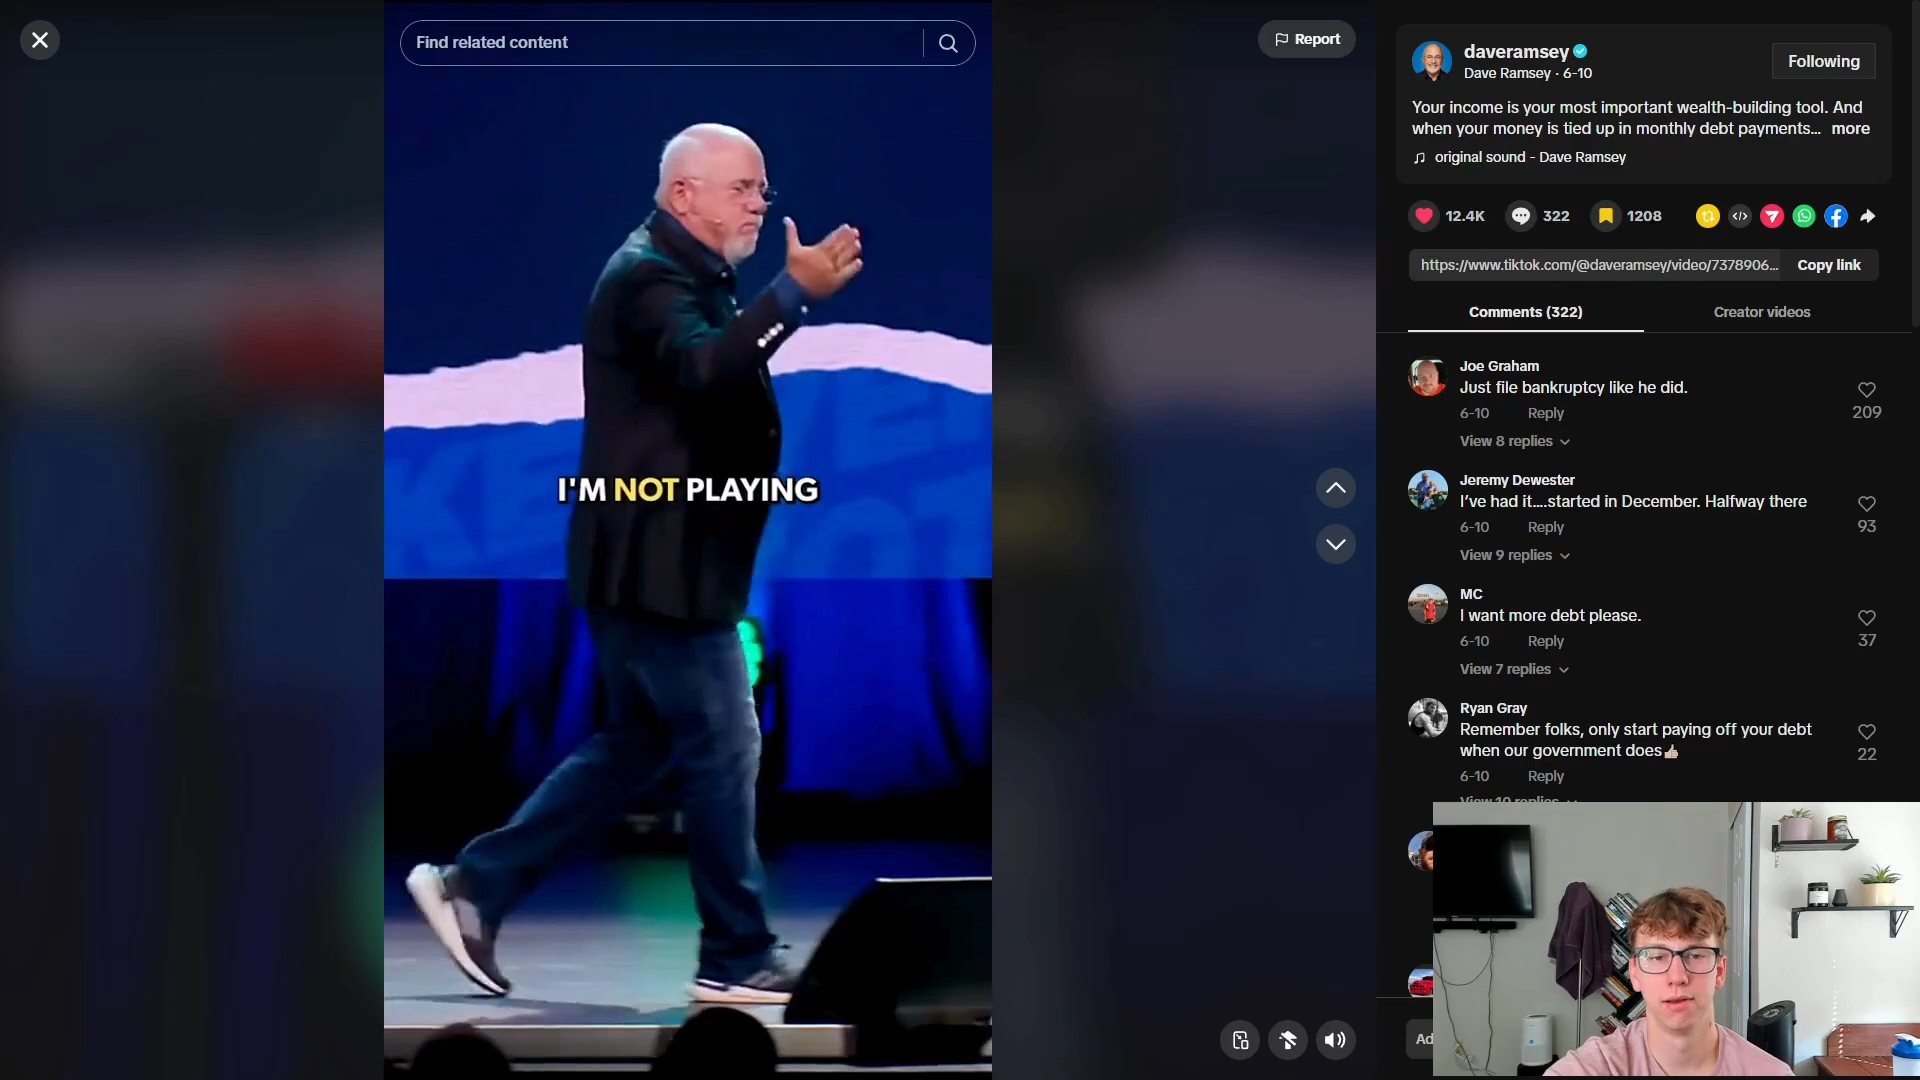 Find related content
Report
I'M NOT PLAYING
daveramsey
Dave Ramsey · 6-10
Following
Your income is your most important wealth-building tool. And
when your money is tied up in monthly debt payments... more
original sound - Dave Ramsey
12.4K
322
1208
https://www.tiktok.com/@daveramsey/video/7378906...
Copy link
Comments (322)
Creator videos
Joe Graham
Just file bankruptcy like he did.
6-10 Reply
209
View 8 replies
Jeremy Dewester
I’ve had it....started in December. Halfway there
6-10 Reply
93
View 9 replies
MC
I want more debt please.
6-10 Reply
37
View 7 replies
Ryan Gray
Remember folks, only start paying off your debt
when our government does👍🏼
6-10 Reply
22
View 10 replies